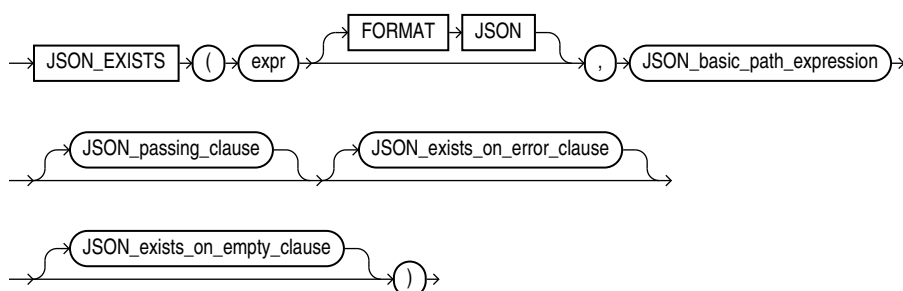 FORMAT JSON
JSON_EXISTS ( expr , JSON_basic_path_expression
JSON_passing_clause JSON_exists_on_error_clause
JSON_exists_on_empty_clause
)